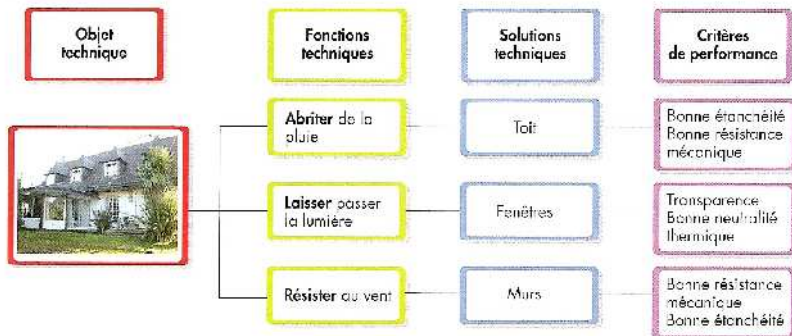 Objet
technique
Fonctions
techniques
Solutions
techniques
Critères
de performance
Abriter de la
pluie
Toit
Bonne étanchéité
Bonne résistance
mécanique
Laisser passer
la lumière
Fenêtres
Transparence
Bonne neutralité
thermique
Résister au vent
Murs
Bonne résistance
mécanique
Bonne étanchéité